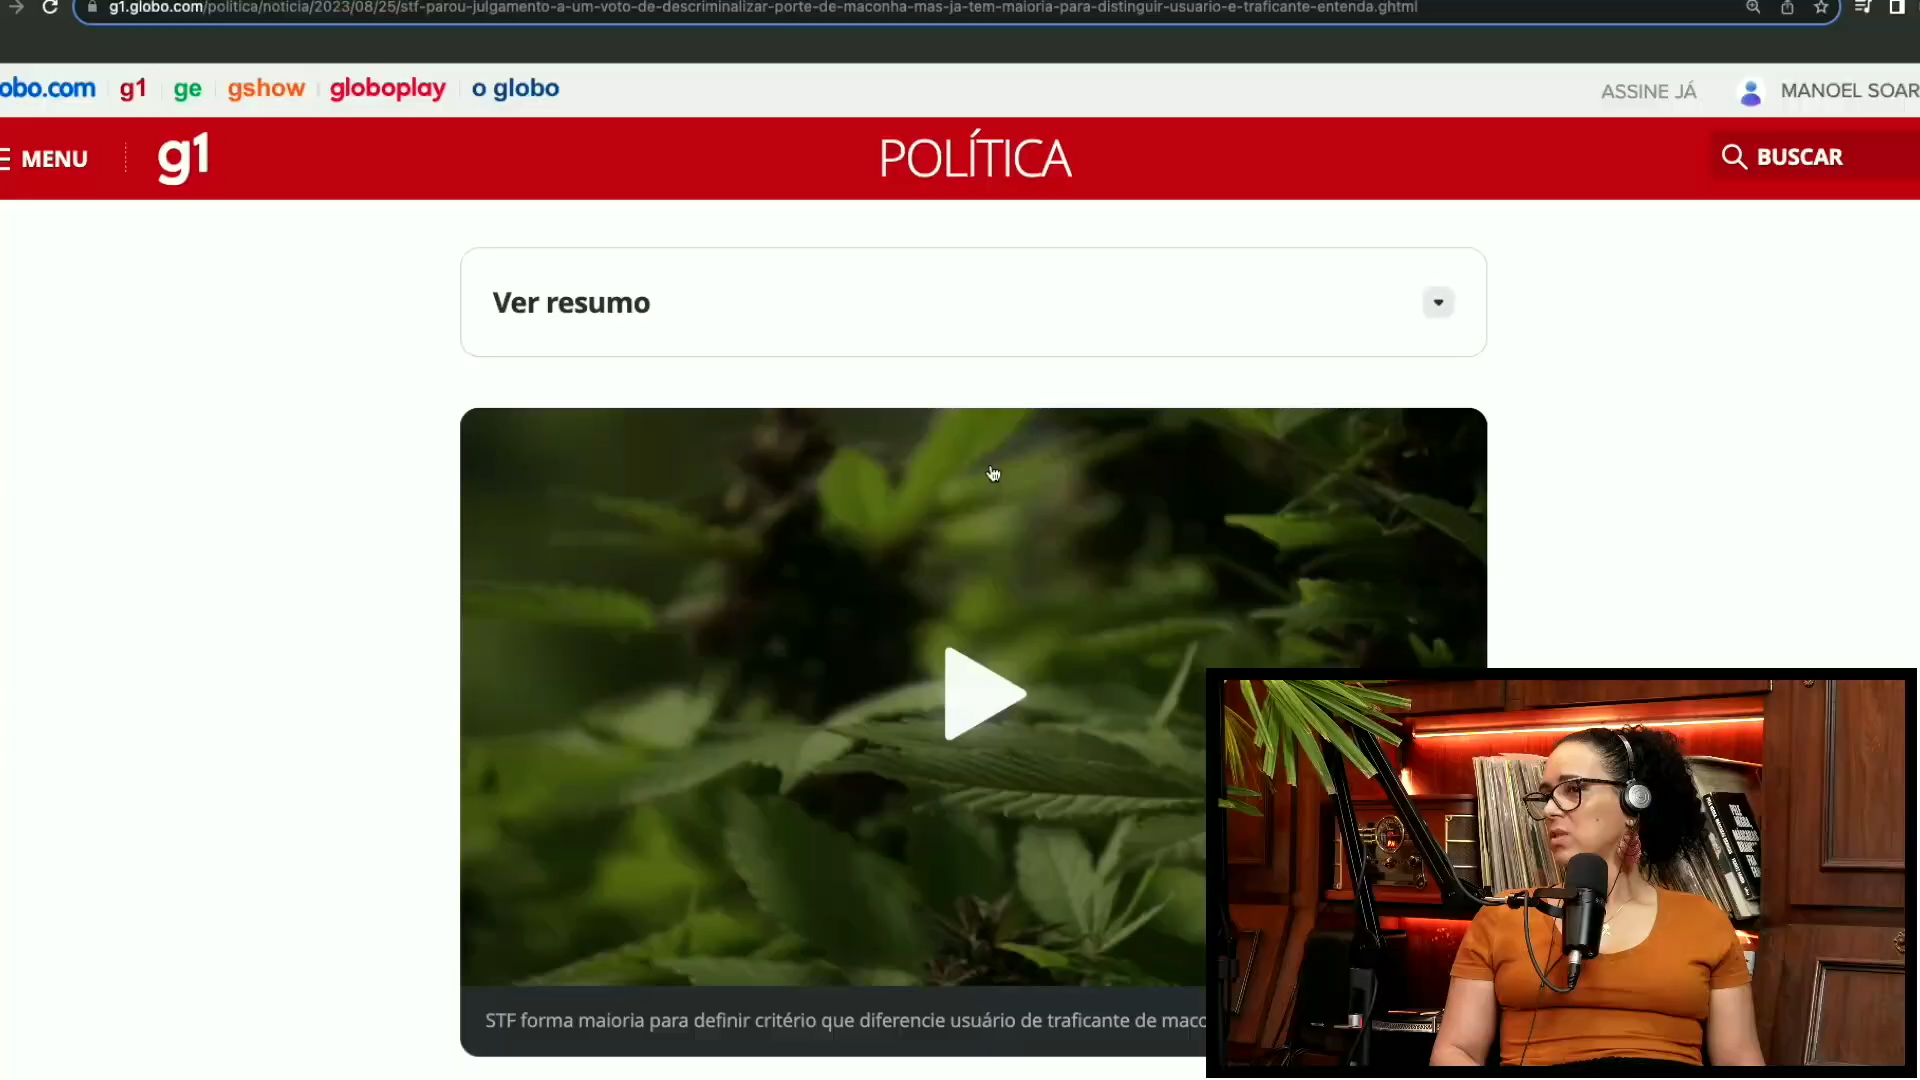 g1.globo.com/politica/noticia/2023/08/25/stf-parou-julgamento-a-um-voto-de-descriminalizar-porte-de-maconha-mas-ja-tem-maioria-para-distinguir-usuario-e-traficante-entenda.ghtml
obo.com g1 ge gshow globoplay o globo ASSINE JÁ MANOEL SOAR
MENU g1 POLÍTICA BUSCAR
Ver resumo
STF forma maioria para definir critério que diferencie usuário de traficante de maco